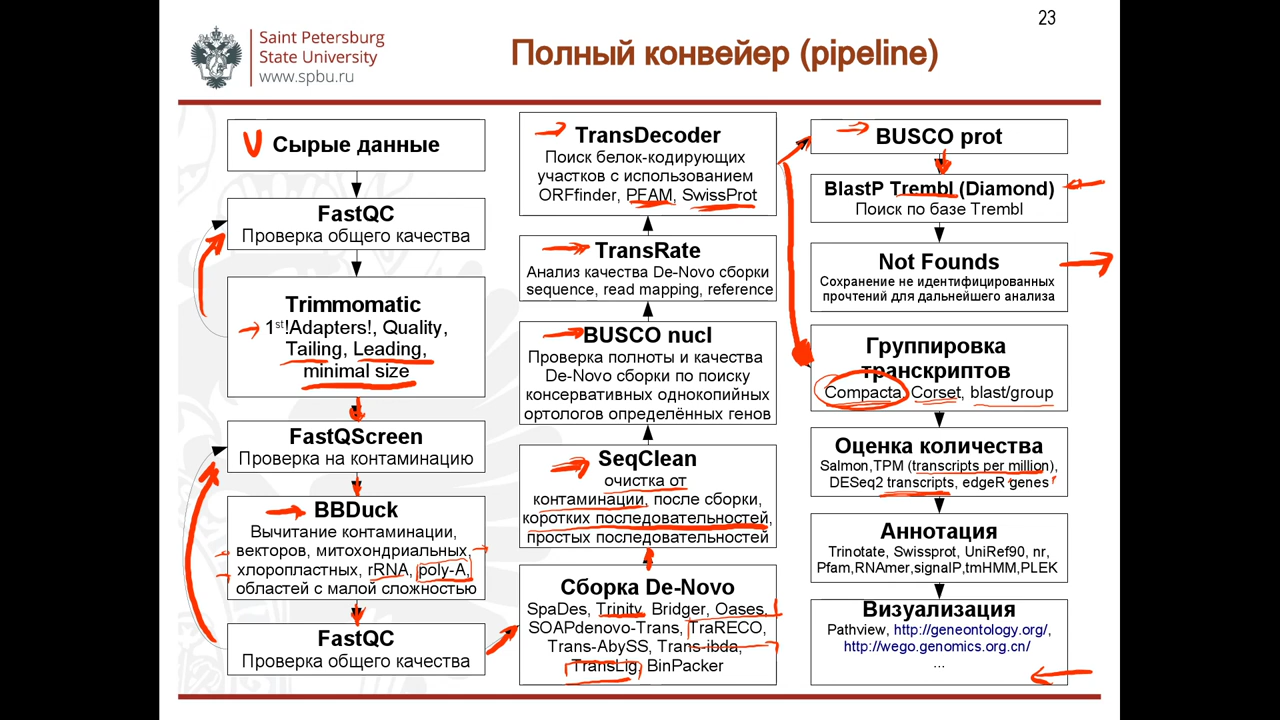 23
Saint Petersburg
State University
www.spbu.ru
Полный конвейер (pipeline)
Сырые данные
FastQC
Проверка общего качества
Trimmomatic
1st!Adapters!, Quality,
Tailing, Leading,
minimal size
FastQScreen
Проверка на контаминацию
BBDuck
Вычитание контаминации,
векторов, митохондриальных,
хлоропластных, rRNA, poly-A,
областей с малой сложностью
FastQC
Проверка общего качества
TransDecoder
Поиск белок-кодирующих
участков с использованием
ORFfinder, PFAM, SwissProt
TransRate
Анализ качества De-Novo сборки
sequence, read mapping, reference
BUSCO nucl
Проверка полноты и качества
De-Novo сборки по поиску
консервативных однокопийных
ортологов определённых генов
SeqClean
очистка от
контаминации, после сборки,
коротких последовательностей,
простых последовательностей
Сборка De-Novo
SpaDes, Trinity, Bridger, Oases,
SOAPdenovo-Trans, TraRECO,
Trans-AbySS, Trans-ibda,
TransLig, BinPacker
BUSCO prot
BlastP Trembl (Diamond)
Поиск по базе Trembl
Not Founds
Сохранение не идентифицированных
прочтений для дальнейшего анализа
Группировка
транскриптов
Compacta, Corset, blast/group
Оценка количества
Salmon,TPM (transcripts per million),
DESeq2 transcripts, edgeR genes
Аннотация
Trinotate, Swissprot, UniRef90, nr,
Pfam,RNAmer,signalP,tmHMM,PLEK
Визуализация
Pathview, http://geneontology.org/,
http://wego.genomics.org.cn/
...